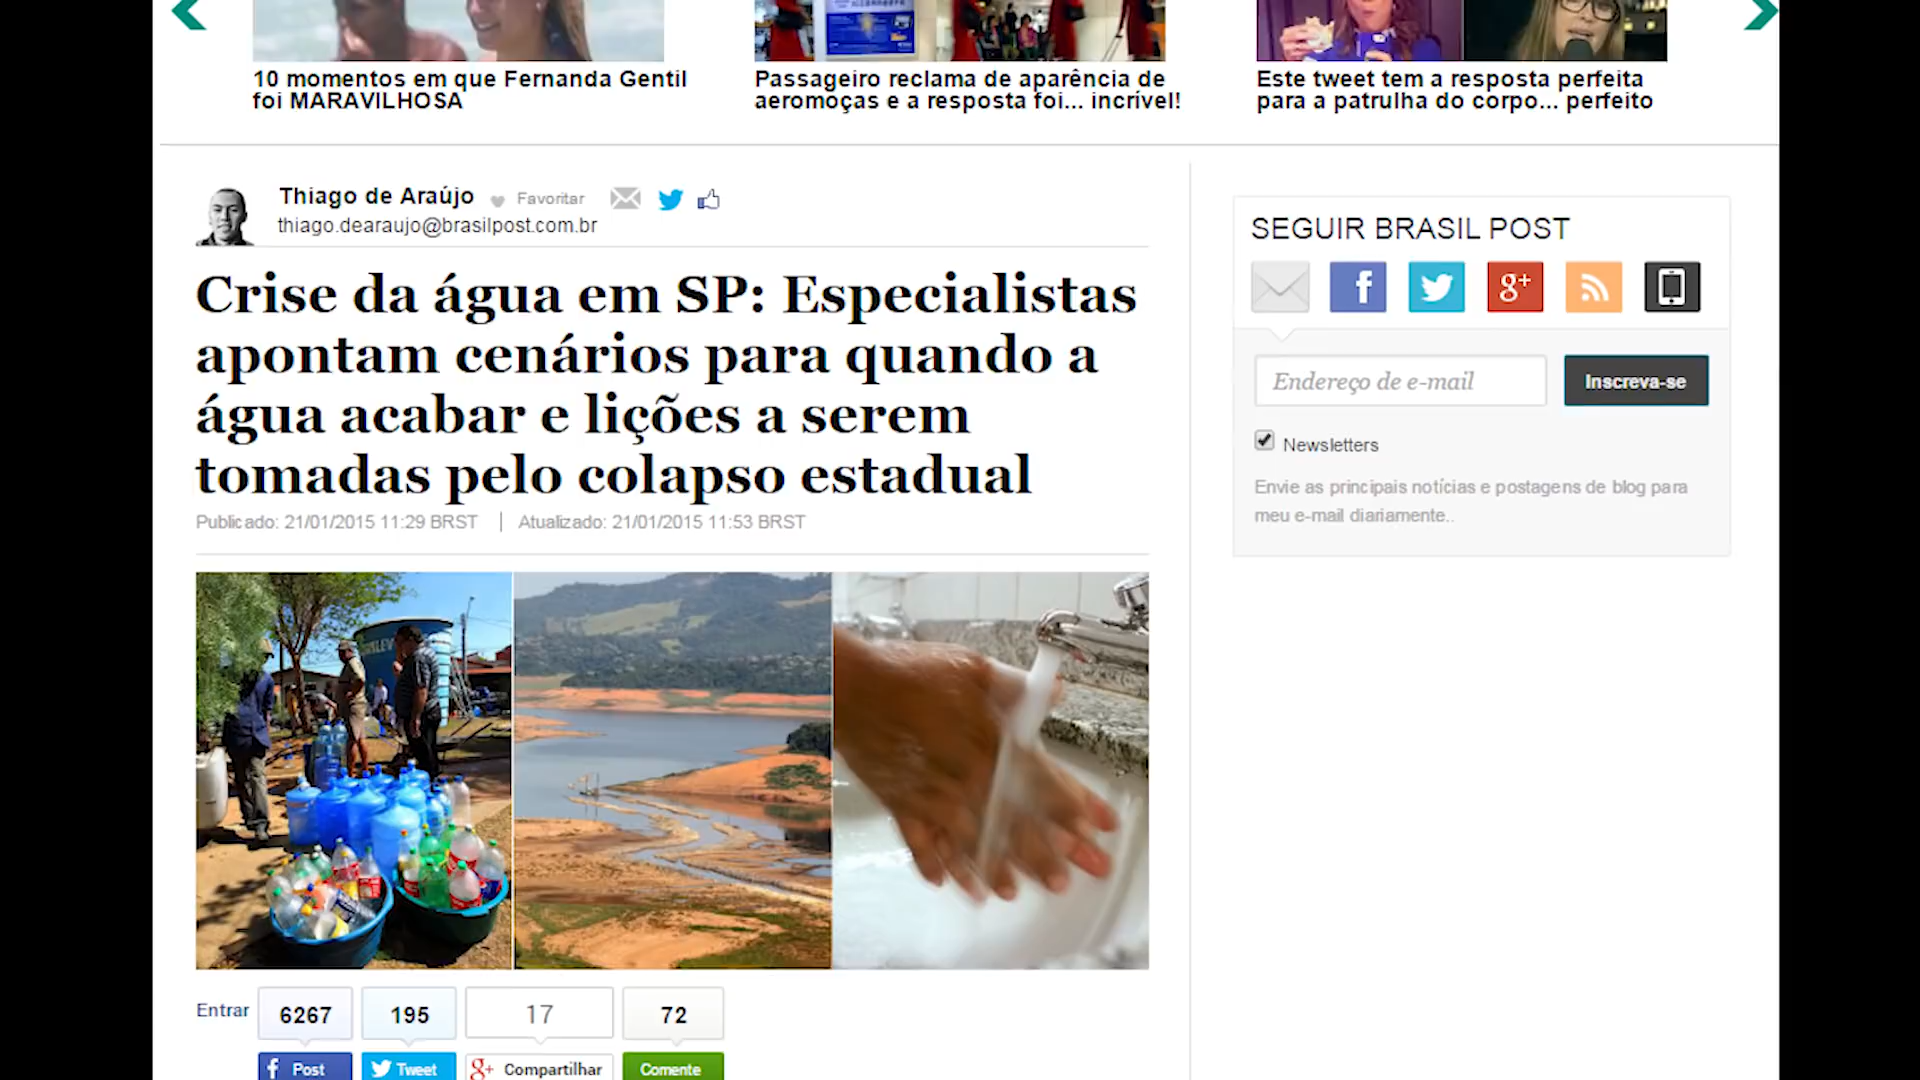 10 momentos em que Fernanda Gentil
foi MARAVILHOSA
Passageiro reclama de aparência de
aeromoças e a resposta foi... incrível!
Este tweet tem a resposta perfeita
para a patrulha do corpo... perfeito
Thiago de Araújo Favoritar
thiago.dearaujo@brasilpost.com.br
Crise da água em SP: Especialistas
apontam cenários para quando a
água acabar e lições a serem
tomadas pelo colapso estadual
Publicado: 21/01/2015 11:29 BRST | Atualizado: 21/01/2015 11:53 BRST
Entrar 6267 195 17 72
f Post Tweet g+ Compartilhar Comente
SEGUIR BRASIL POST
f g+
Endereço de e-mail Inscreva-se
Newsletters
Envie as principais notícias e postagens de blog para
meu e-mail diariamente..